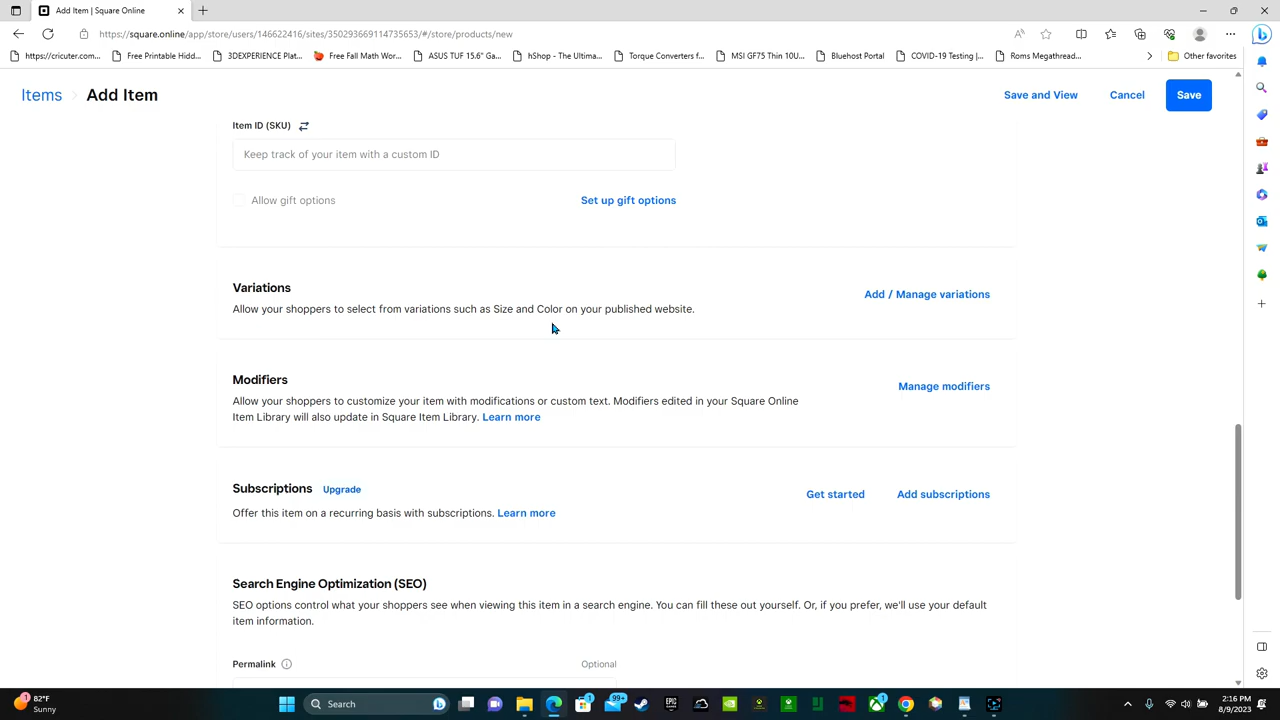 Add Item | Square Online
https://square.online/app/store/users/146622416/sites/350293669114735653/#/store/products/new
https://cricuter.com...
Free Printable Hidd...
3DEXPERIENCE Plat...
Free Fall Math Wor...
ASUS TUF 15.6" Ga...
hShop - The Ultima...
Torque Converters f...
MSI GF75 Thin 10U...
Bluehost Portal
COVID-19 Testing |...
Roms Megathread...
Other favorites
Items
Add Item
Save and View
Cancel
Save
Item ID (SKU)
Keep track of your item with a custom ID
Allow gift options
Set up gift options
Variations
Add / Manage variations
Allow your shoppers to select from variations such as Size and Color on your published website.
Modifiers
Manage modifiers
Allow your shoppers to customize your item with modifications or custom text. Modifiers edited in your Square Online
Item Library will also update in Square Item Library. Learn more
Subscriptions Upgrade
Get started
Add subscriptions
Offer this item on a recurring basis with subscriptions. Learn more
Search Engine Optimization (SEO)
SEO options control what your shoppers see when viewing this item in a search engine. You can fill these out yourself. Or, if you prefer, we'll use your default
item information.
Permalink
Optional
82°F
Sunny
Search
99+
2:16 PM
8/9/2023